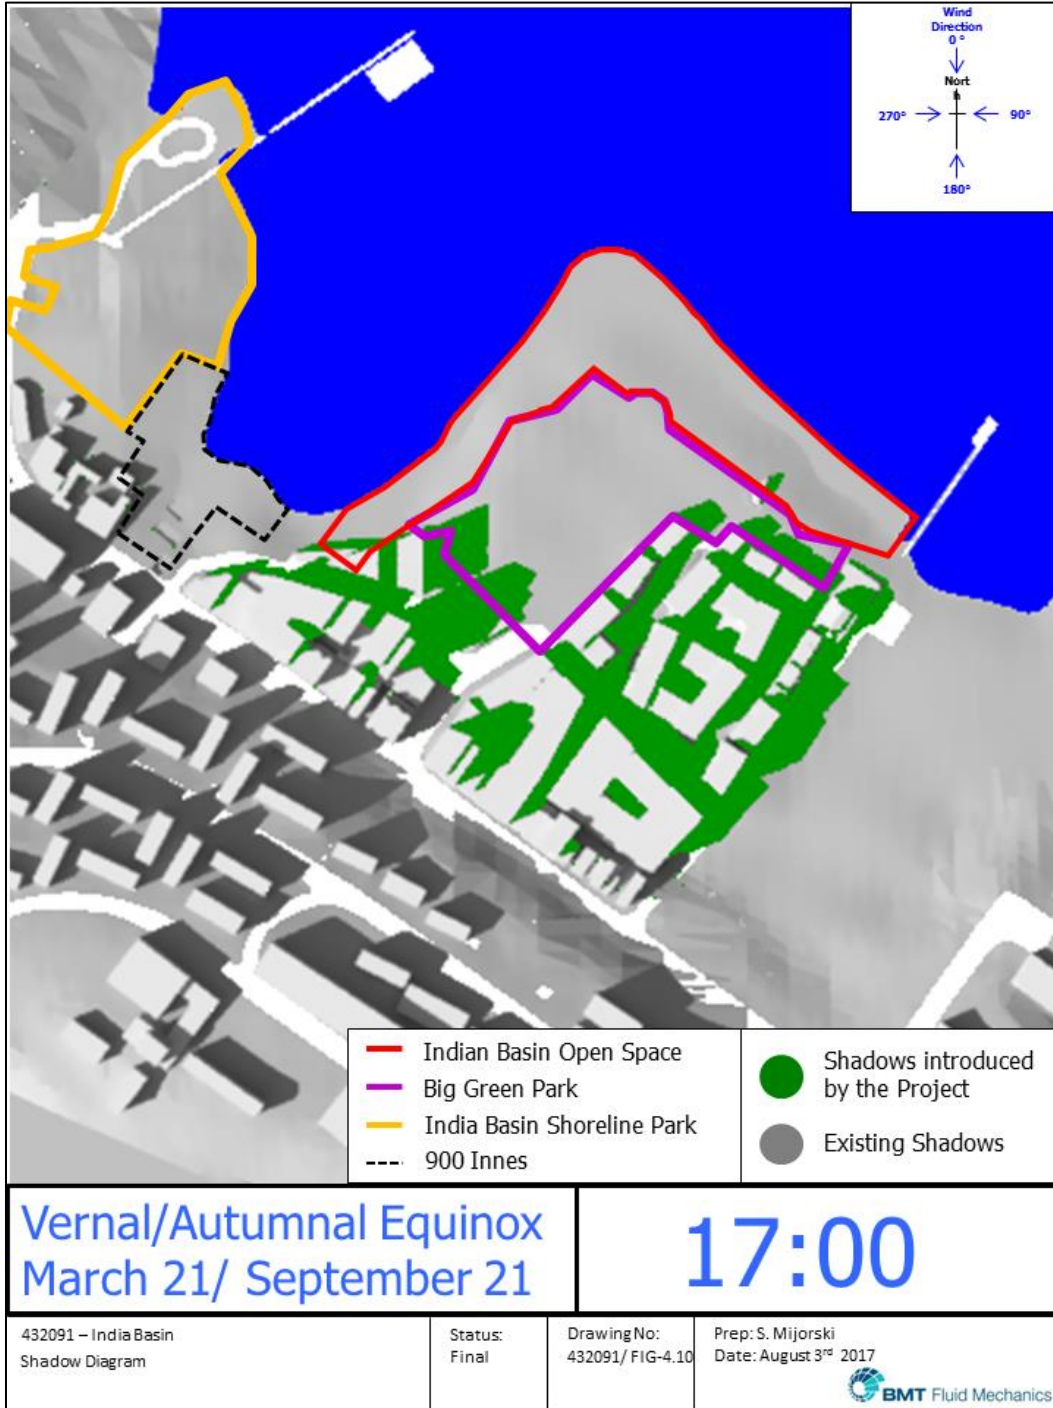 Wind
Direction
0 °
Nort
h
270°
90°
180°
Indian Basin Open Space
Big Green Park
India Basin Shoreline Park
900 Innes
Shadows introduced
by the Project
Existing Shadows
Vernal/Autumnal Equinox
March 21/ September 21
17:00
432091 – India Basin
Shadow Diagram
Status:
Final
Drawing No:
432091/ FIG-4.10
Prep: S. Mijorski
Date: August 3rd 2017
BMT Fluid Mechanics